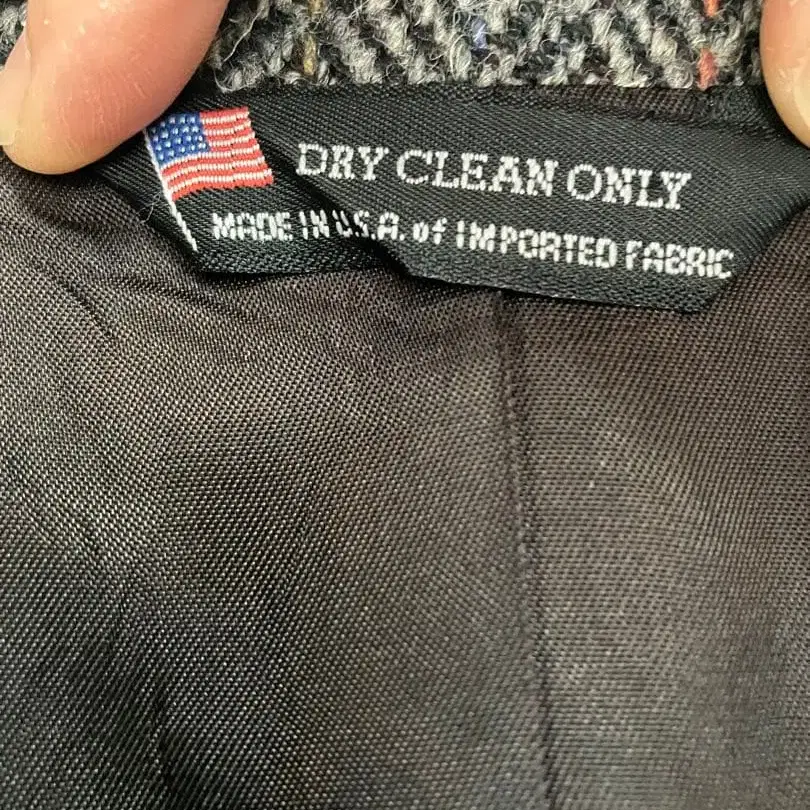 DRY CLEAN ONLY
MADE IN U.S.A. of IMPORTED FABRIC